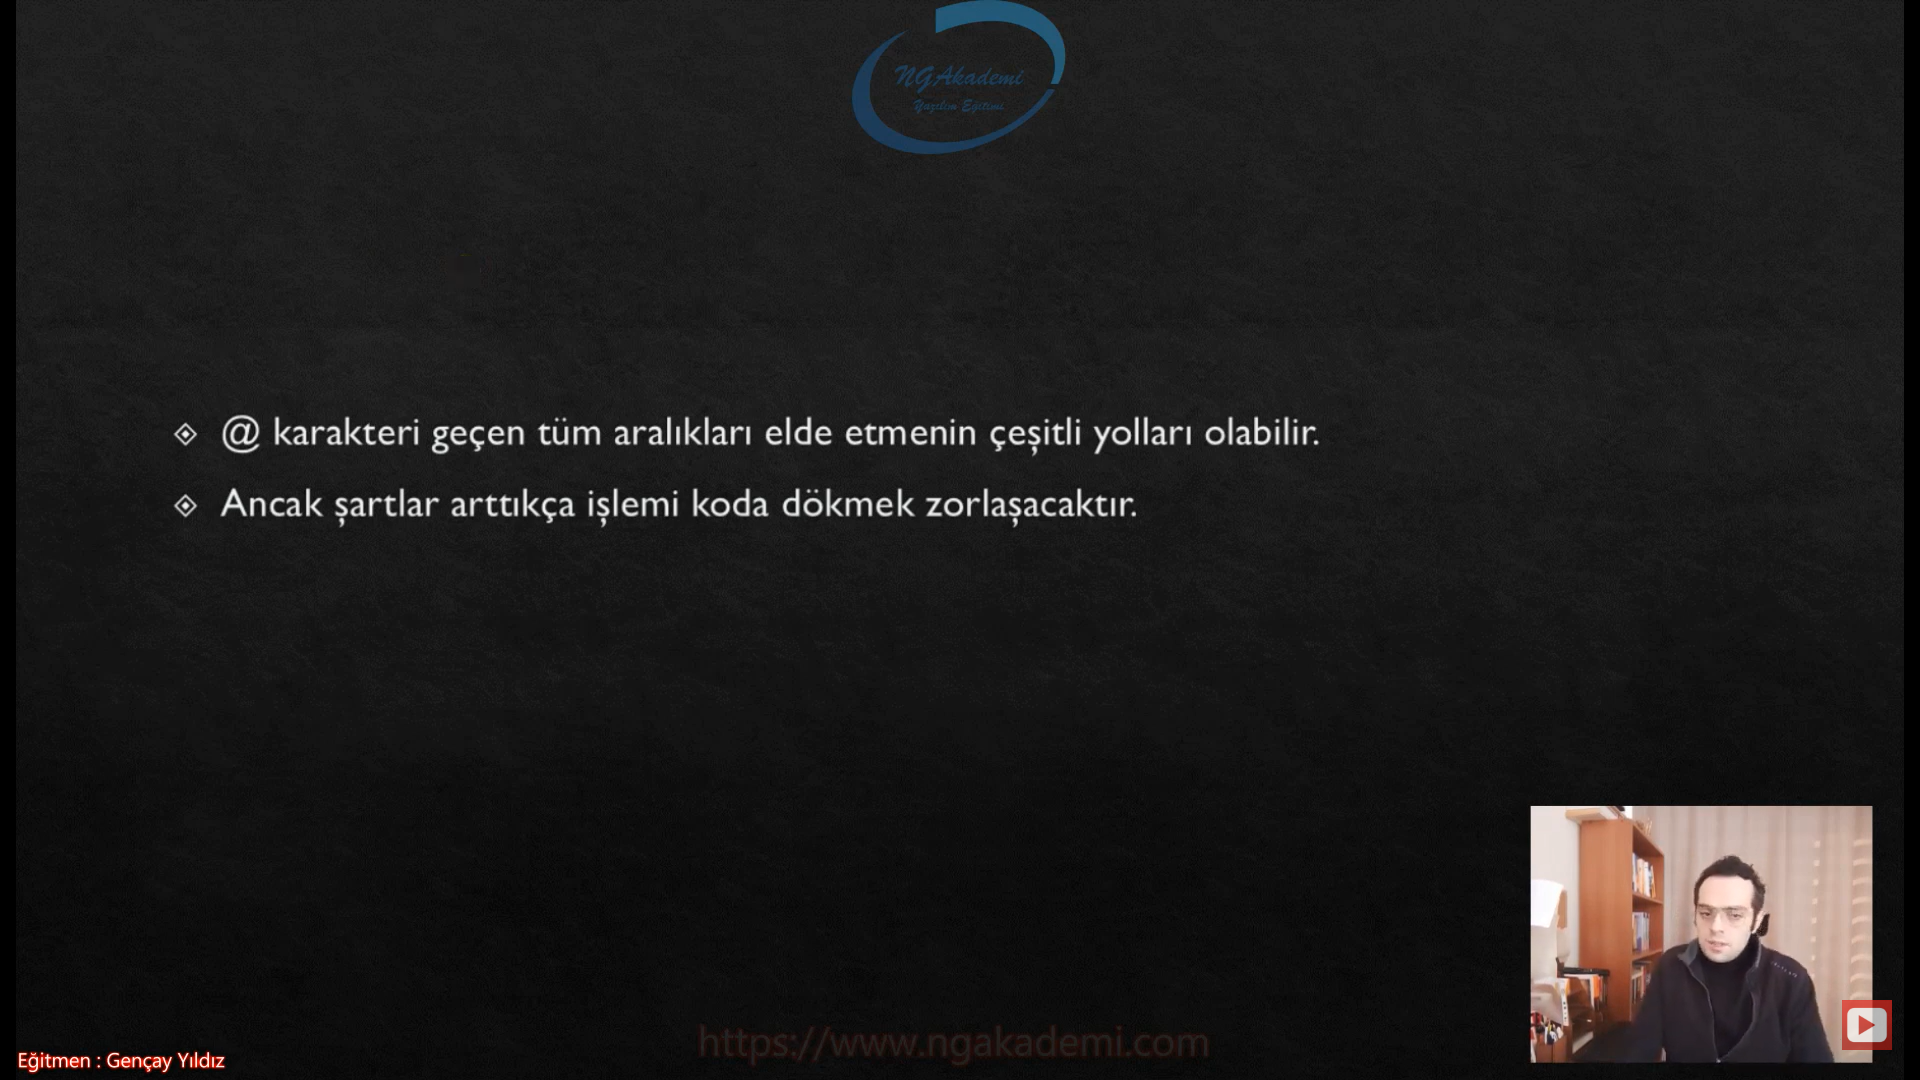 NGAkademi
Yazılım Eğitimi
@ karakteri geçen tüm aralıkları elde etmenin çeşitli yolları olabilir.
Ancak şartlar arttıkça işlemi koda dökmek zorlaşacaktır.
https://www.ngakademi.com
Eğitmen : Gençay Yıldız